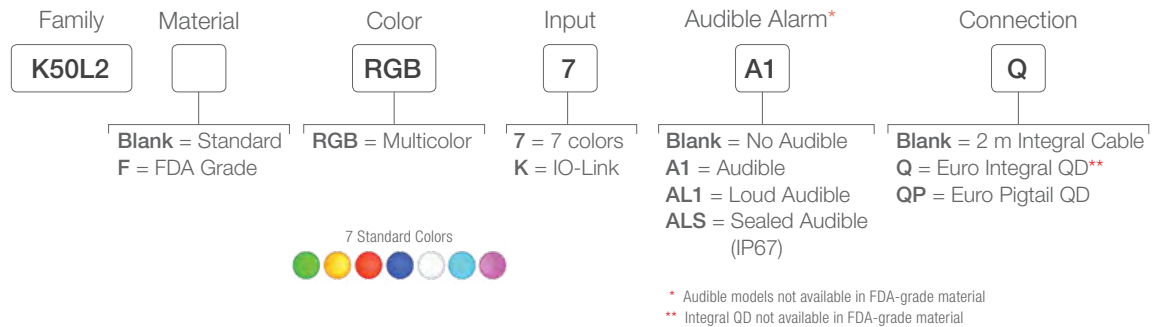 Family Material Color Input Audible Alarm* Connection
K50L2 RGB 7 A1 Q
Blank = Standard
F = FDA Grade
RGB = Multicolor
7 = 7 colors
K = IO-Link
Blank = No Audible
A1 = Audible
AL1 = Loud Audible
ALS = Sealed Audible
(IP67)
Blank = 2 m Integral Cable
Q = Euro Integral QD**
QP = Euro Pigtail QD
7 Standard Colors
* Audible models not available in FDA-grade material
** Integral QD not available in FDA-grade material